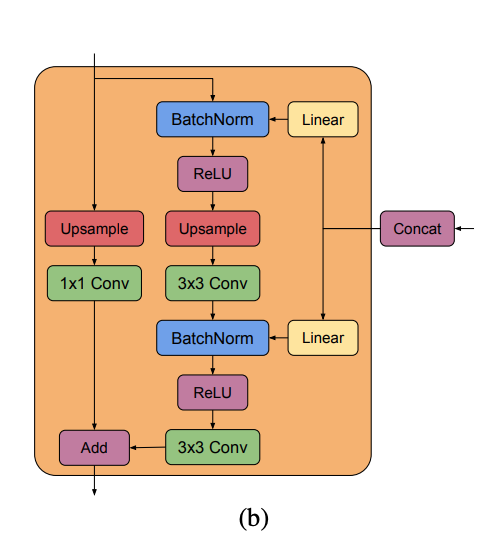 BatchNorm
Linear
ReLU
Upsample
Upsample
Concat
1x1 Conv
3x3 Conv
BatchNorm
Linear
ReLU
Add
3x3 Conv
(b)